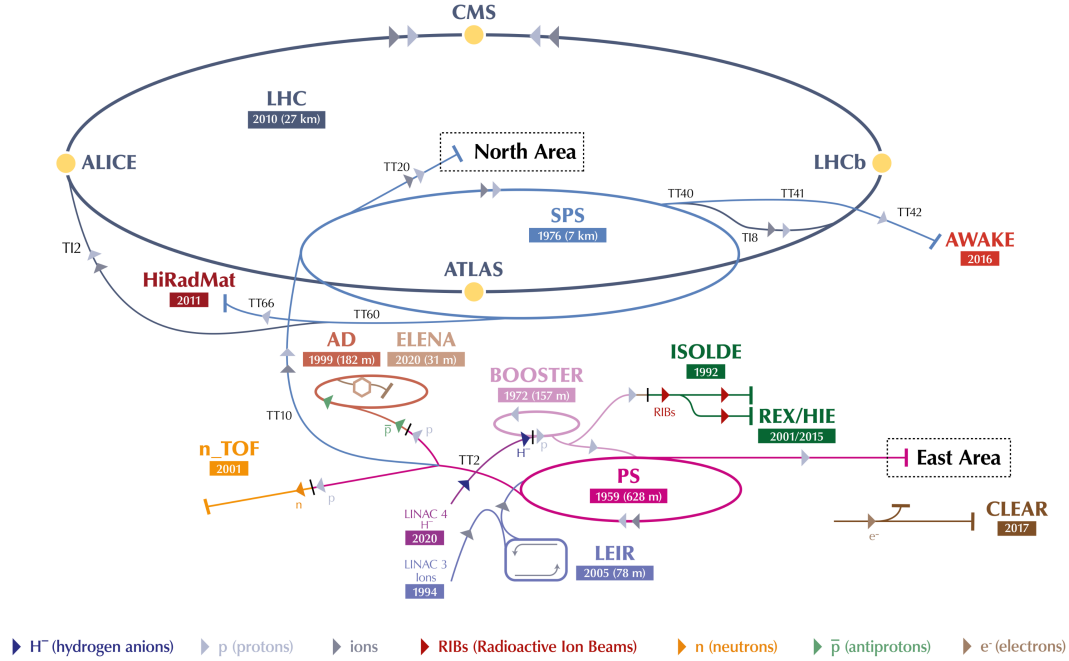 CMS
LHC
2010 (27 km)
North Area
TT20
ALICE
LHCb
TT40
TT41
SPS
1976 (7 km)
TT42
TI8
TI2
AWAKE
2016
ATLAS
HiRadMat
2011
TT66
TT60
AD
1999 (182 m)
ELENA
2020 (31 m)
ISOLDE
1992
BOOSTER
1972 (157 m)
RIBs
REX/HIE
2001/2015
TT10
p̅
p
p
H⁻
n_TOF
2001
TT2
East Area
PS
1959 (628 m)
n
p
LINAC 4
H⁻
2020
CLEAR
2017
e⁻
LINAC 3
Ions
1994
LEIR
2005 (78 m)
H⁻ (hydrogen anions)
p (protons)
ions
RIBs (Radioactive Ion Beams)
n (neutrons)
p̅ (antiprotons)
e⁻ (electrons)